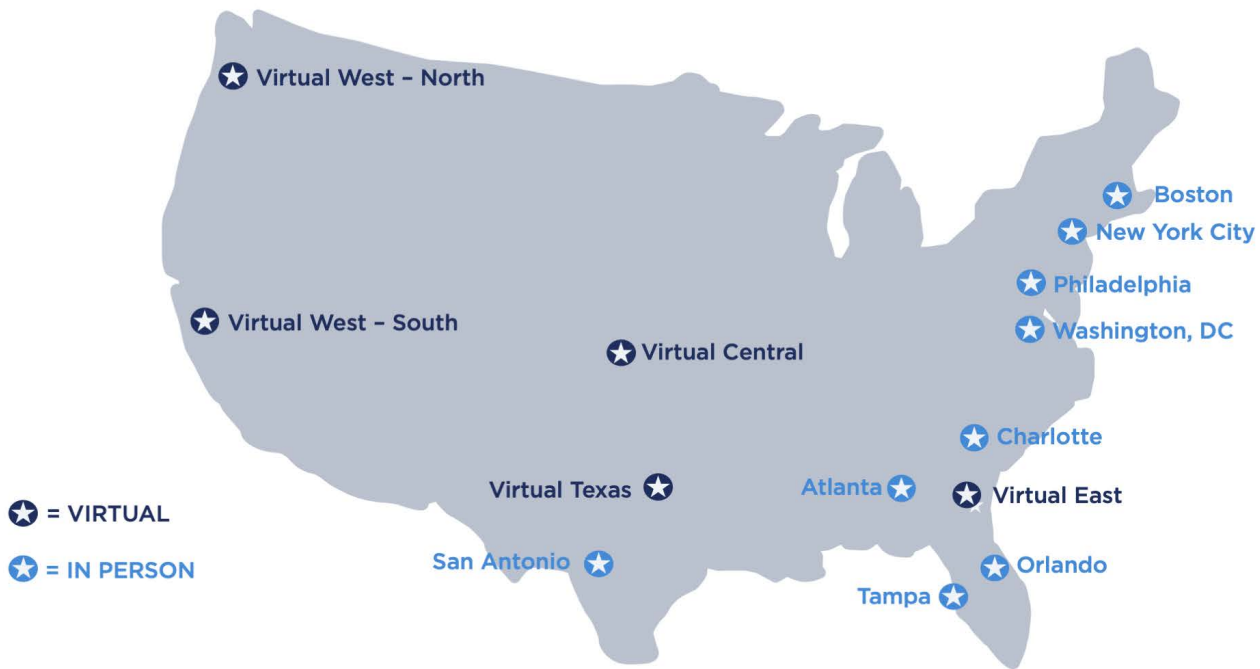 Virtual West – North
Boston
New York City
Philadelphia
Virtual West – South
Washington, DC
Virtual Central
Charlotte
Virtual Texas
Atlanta
Virtual East
= VIRTUAL
San Antonio
Orlando
= IN PERSON
Tampa